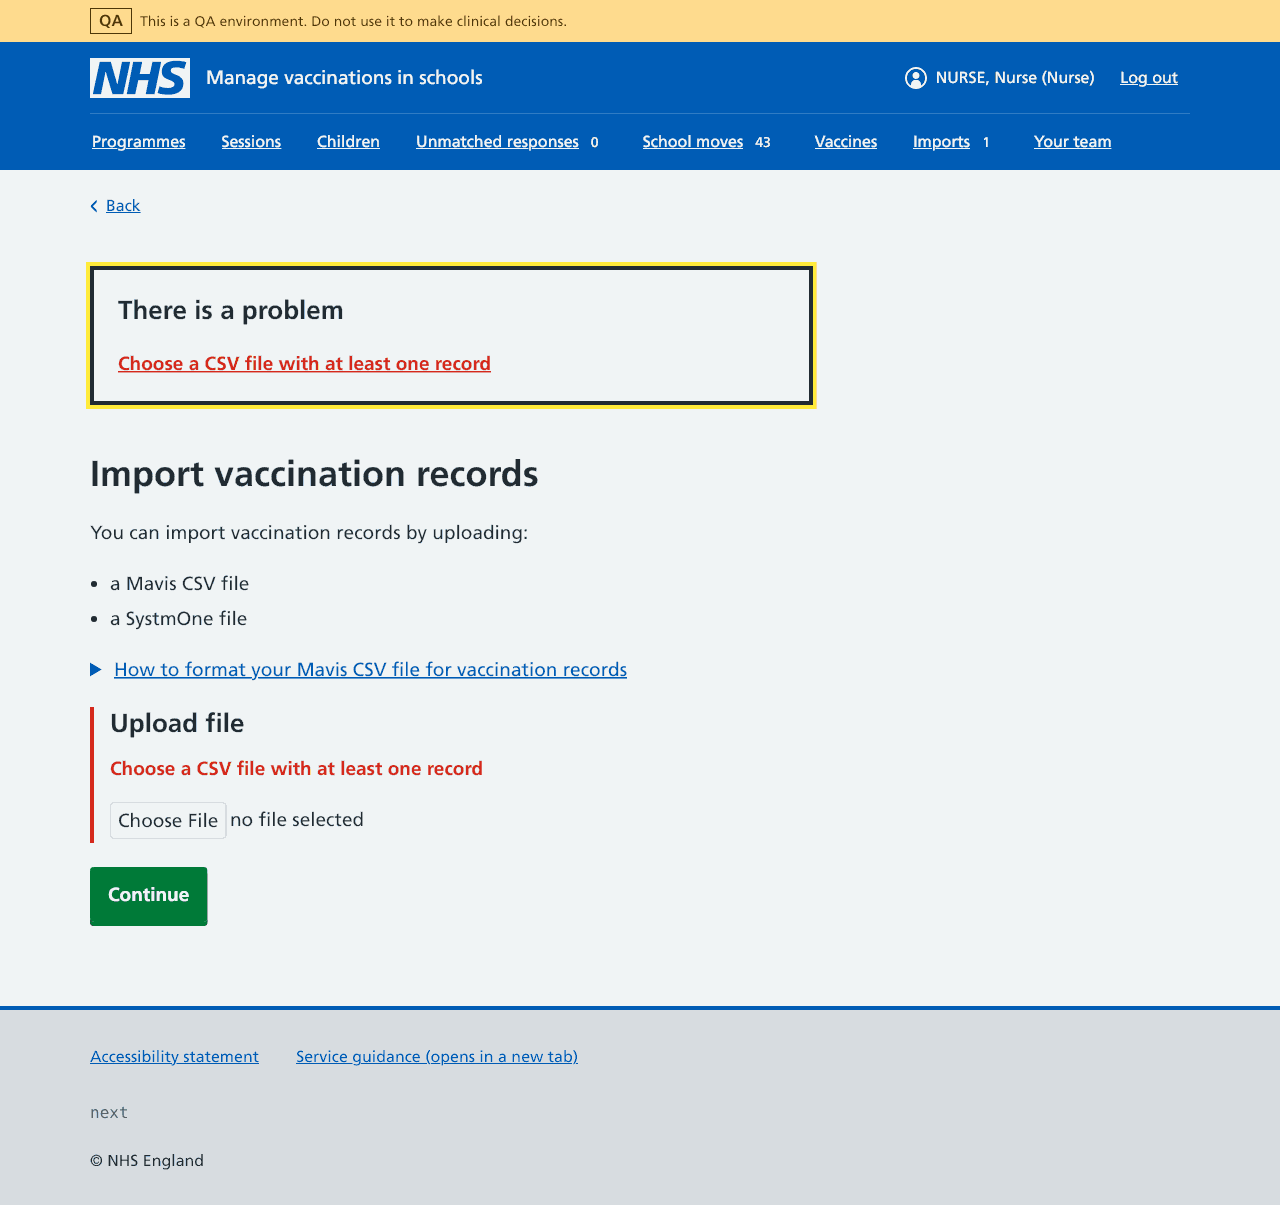 QA This is a QA environment. Do not use it to make clinical decisions.
NHS Manage vaccinations in schools NURSE, Nurse (Nurse) Log out
Programmes Sessions Children Unmatched responses 0 School moves 43 Vaccines Imports 1 Your team
Back
There is a problem
Choose a CSV file with at least one record
Import vaccination records
You can import vaccination records by uploading:
• a Mavis CSV file
• a SystmOne file
How to format your Mavis CSV file for vaccination records
Upload file
Choose a CSV file with at least one record
Choose File no file selected
Continue
Accessibility statement Service guidance (opens in a new tab)
next
© NHS England